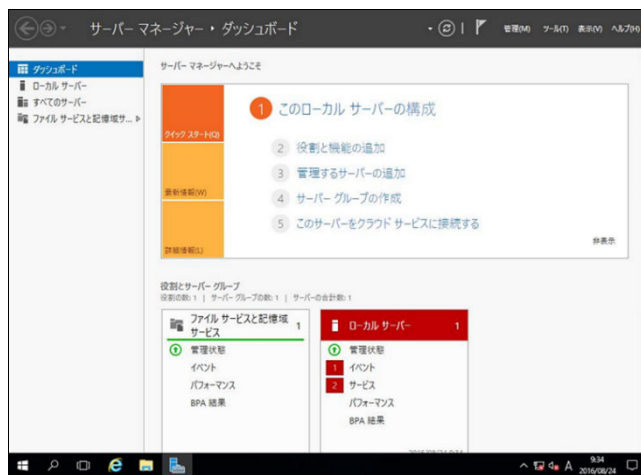 サーバー マネージャー・ダッシュボード
管理(M) ツール(T) 表示(V) ヘルプ(H)
ダッシュボード
ローカル サーバー
すべてのサーバー
ファイル サービスと記憶域サ...
サーバー マネージャーへようこそ
クイック スタート(Q)
最新情報(W)
詳細情報(L)
1 このローカル サーバーの構成
2 役割と機能の追加
3 管理するサーバーの追加
4 サーバー グループの作成
5 このサーバーをクラウド サービスに接続する
非表示
役割とサーバー グループ
役割の数: 1 | サーバー グループの数: 1 | サーバーの合計数: 1
ファイル サービスと記憶域
サービス
1
管理状態
イベント
パフォーマンス
BPA 結果
ローカル サーバー 1
管理状態
1 イベント
2 サービス
パフォーマンス
BPA 結果
A
9:34
2016/08/24